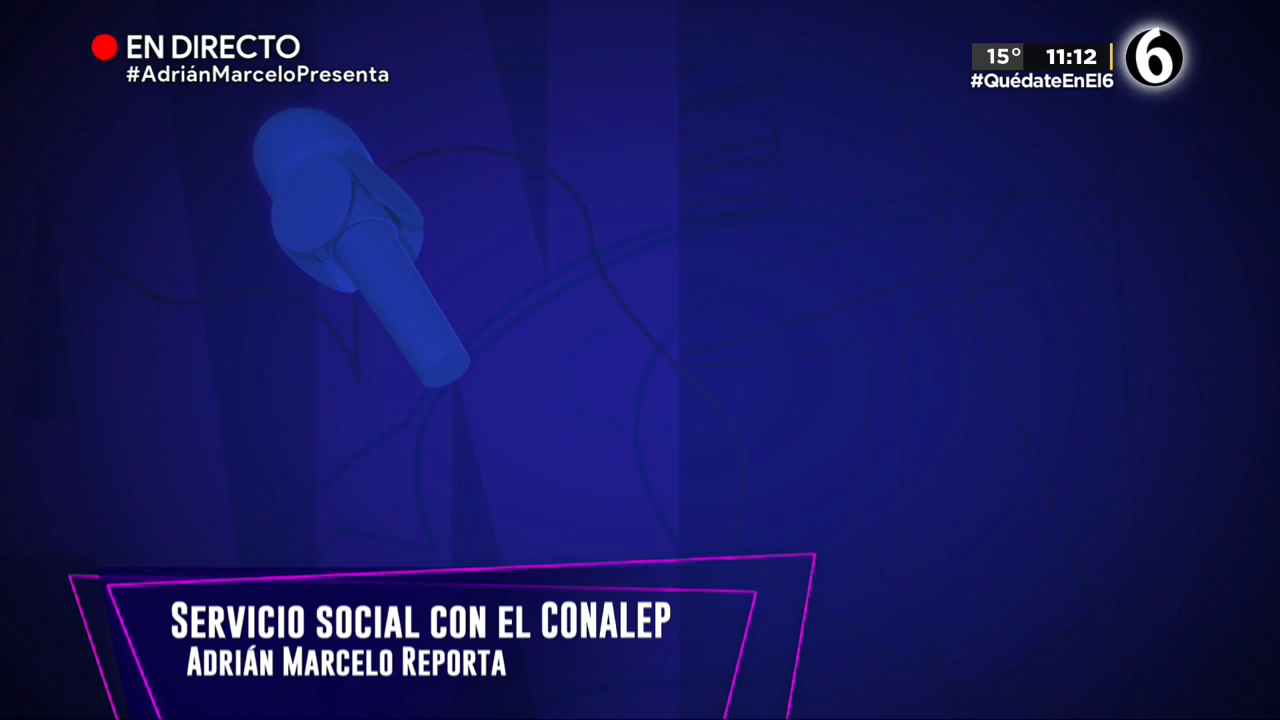 EN DIRECTO
#AdriánMarceloPresenta
15° 11:12
#QuédateEnEl6
6
SERVICIO SOCIAL CON EL CONALEP
ADRIÁN MARCELO REPORTA